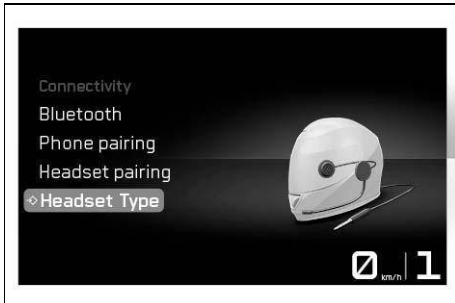 Connectivity
Bluetooth
Phone pairing
Headset pairing
Headset Type
0 km/h 1